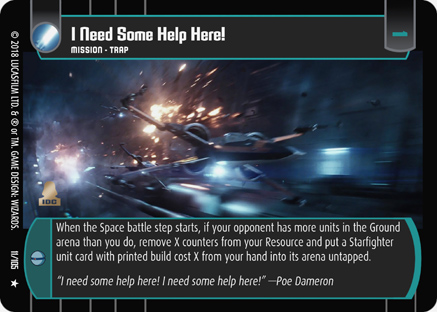 I Need Some Help Here!
MISSION • TRAP
IDC
When the Space battle step starts, if your opponent has more units in the Ground
arena than you do, remove X counters from your Resource and put a Starfighter
unit card with printed build cost X from your hand into its arena untapped.
“I need some help here! I need some help here!” —Poe Dameron
© 2018 LUCASFILM LTD. & ® or TM. GAME DESIGN: WIZARDS.